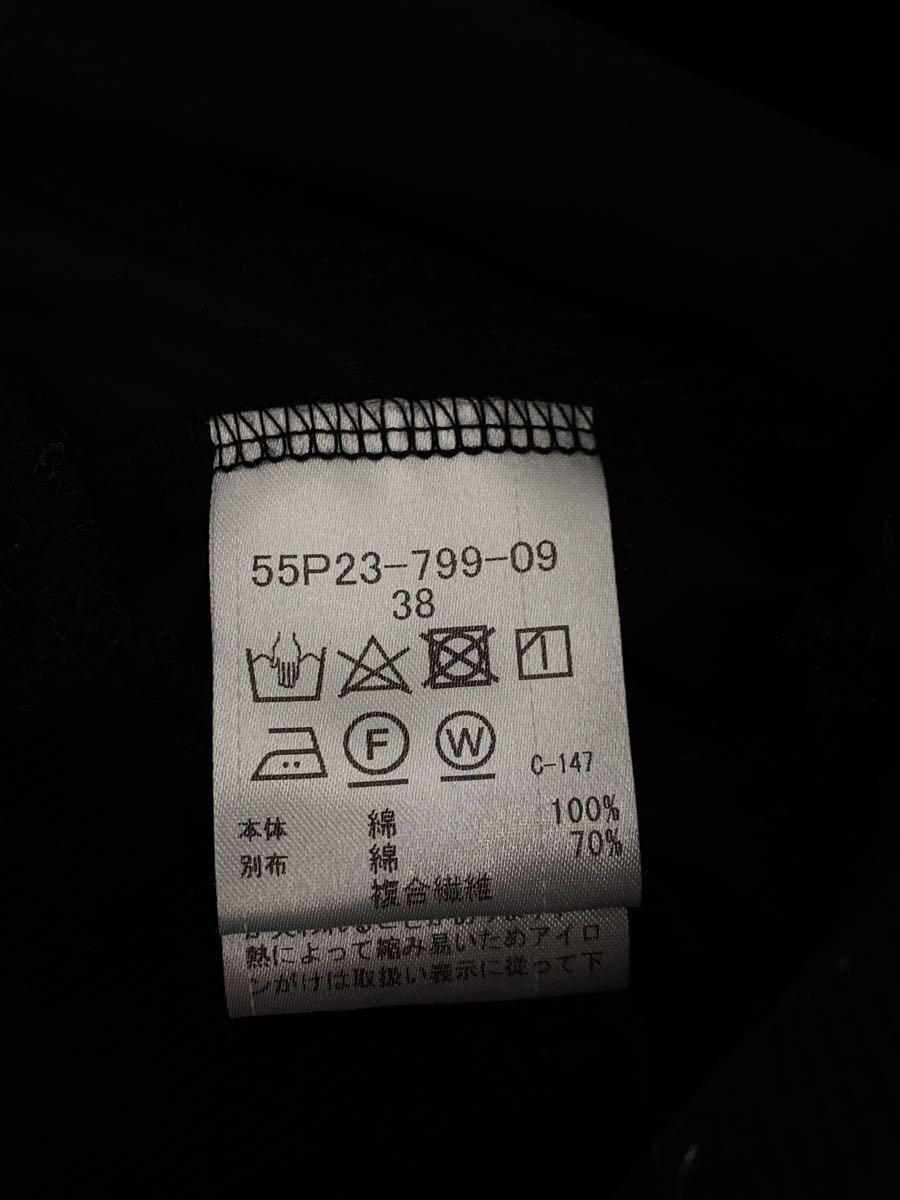 55P23-799-09
38
F W C-147
本体 綿 100%
別布 綿 70%
複合繊維
熱によって縮み易いためアイロ
ンがけは取扱い表示に従って下